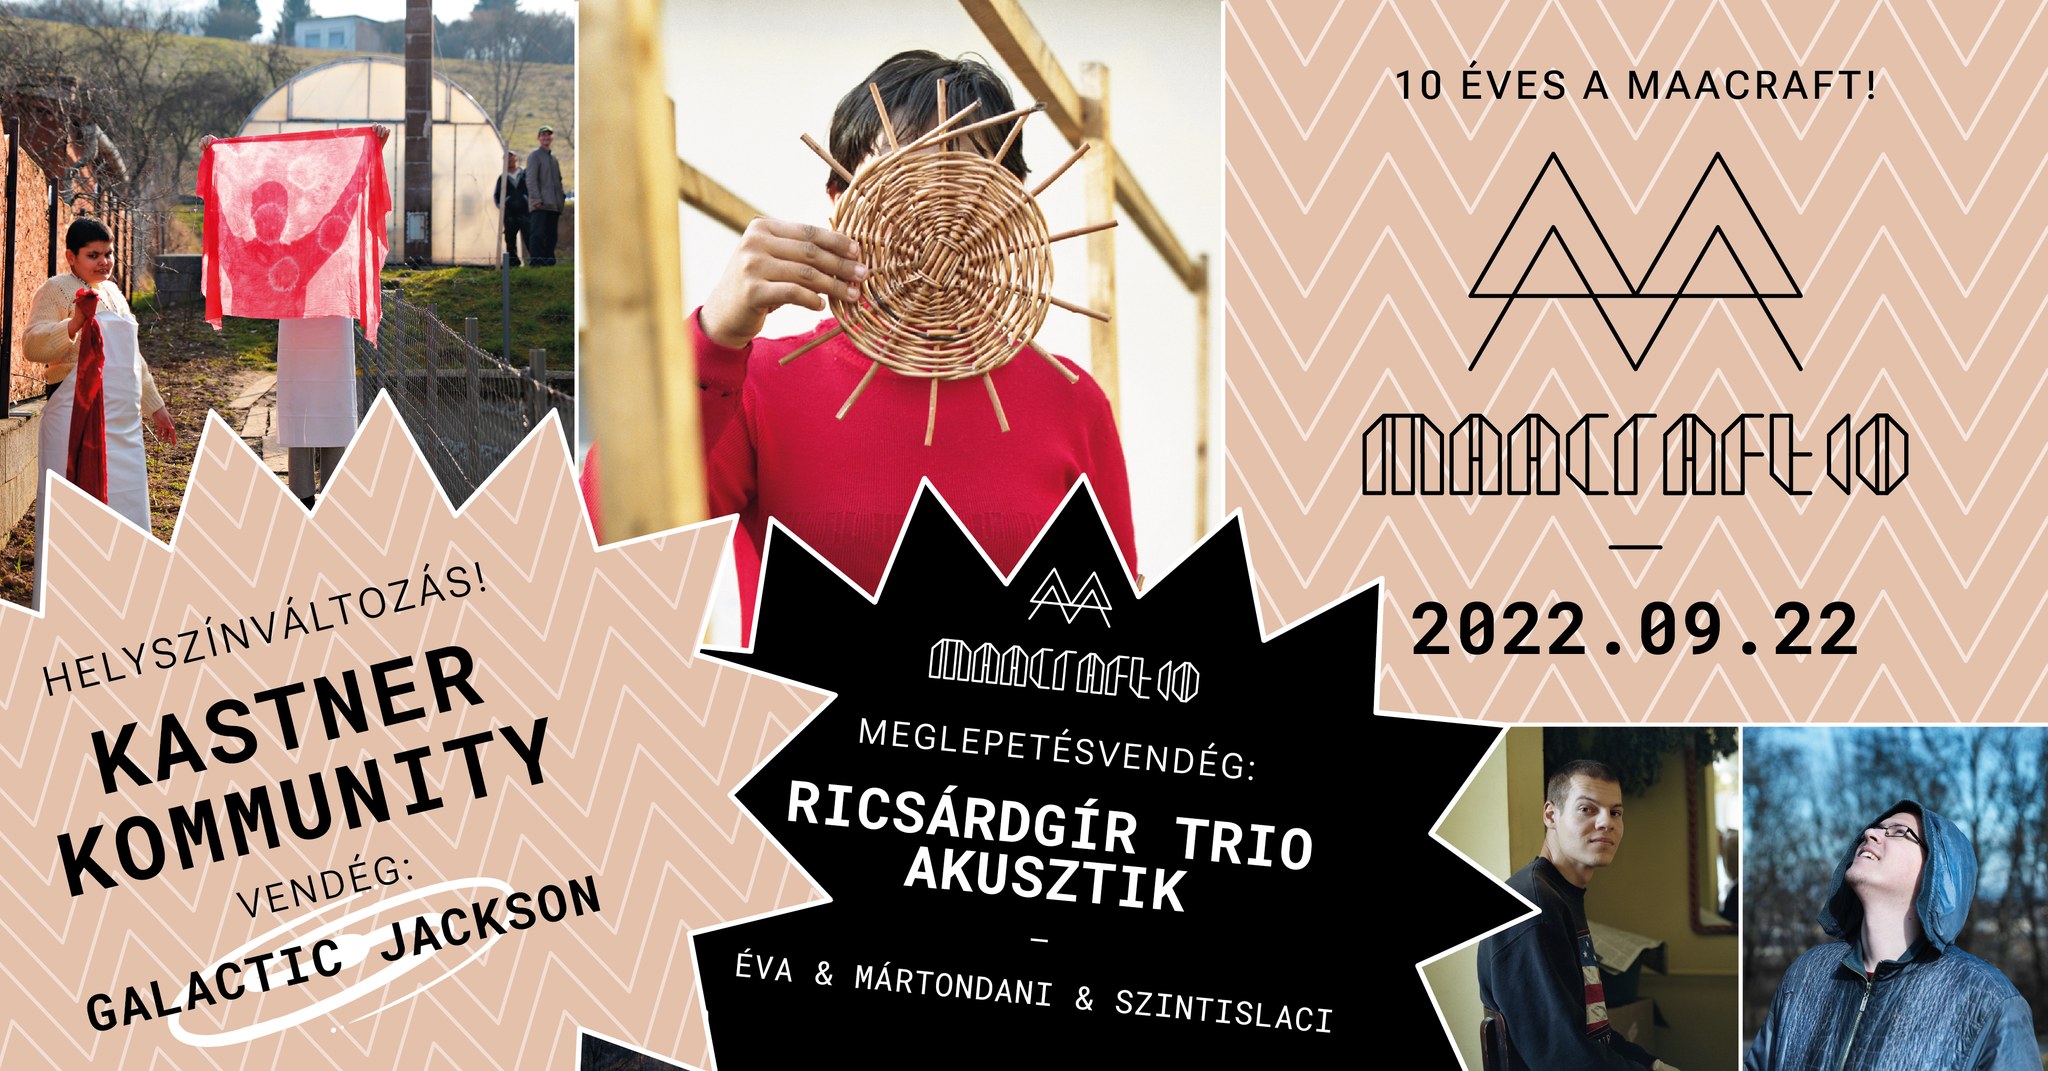 10 ÉVES A MAACRAFT!
MAACRAFT10
2022.09.22
HELYSZÍNVÁLTOZÁS!
KASTNER
KOMMUNITY
VENDÉG:
GALACTIC JACKSON
MAACRAFT10
MEGLEPETÉSVENDÉG:
RICSÁRDGÍR TRIO
AKUSZTIK
–
ÉVA & MÁRTONDANI & SZINTISLACI